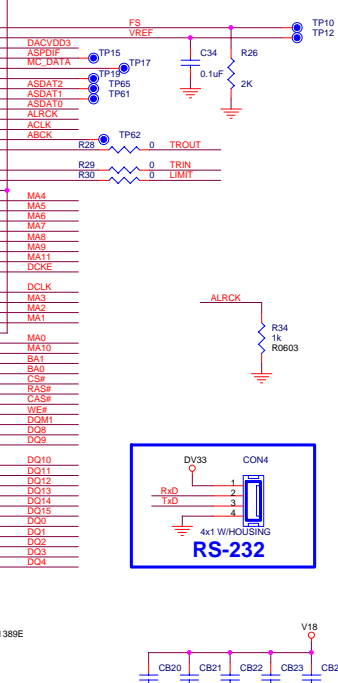 FS
TP10
VREF
TP12
DACVDD3
ASPDIF
TP15
C34
R26
MC_DATA
TP17
TP19
0.1uF
ASDAT2
TP65
2K
ASDAT1
TP61
ASDAT0
ALRCK
ACLK
ABCK
TP62
R28
0
TROUT
R29
0
TRIN
R30
0
LIMIT
MA4
MA5
MA6
MA7
MA8
MA9
MA11
DCKE
DCLK
MA3
ALRCK
MA2
MA1
R34
1k
R0603
MA0
MA10
BA1
BA0
CS#
RAS#
CAS#
WE#
DQM1
DQ8
DQ9
DQ10
DQ11
DQ12
DQ13
DQ14
DQ15
DQ0
DQ1
DQ2
DQ3
DQ4
DV33
CON4
1
RxD
2
TxD
3
4
4x1 W/HOUSING
RS-232
1389E
V18
CB20
CB21
CB22
CB23
CB2